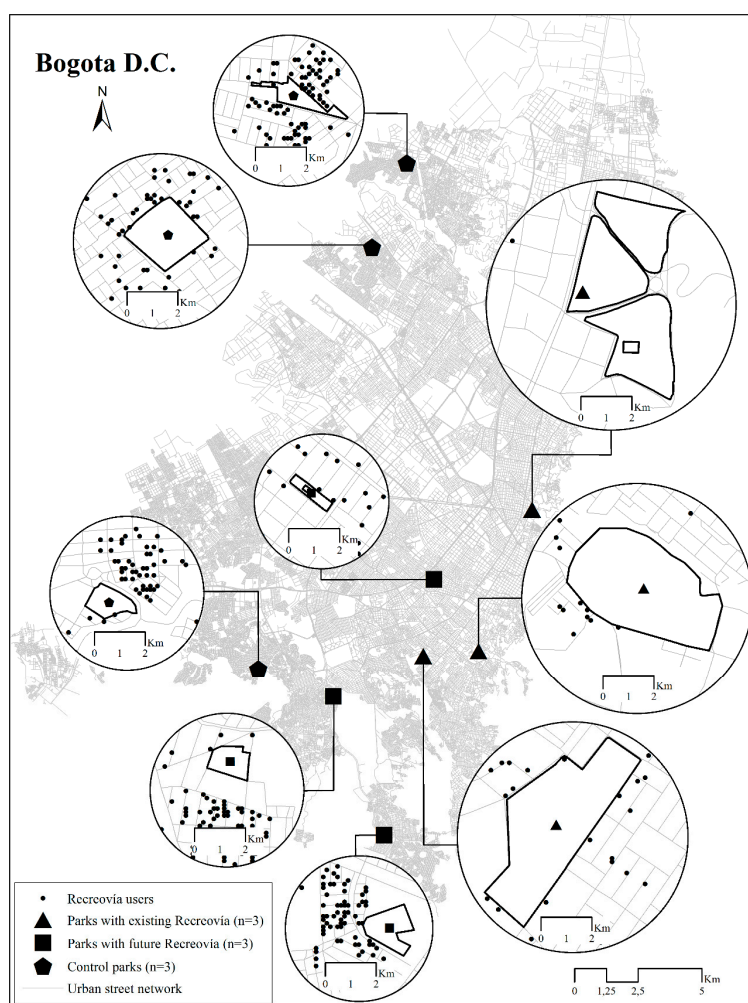 Bogota D.C.
N
Km
0 1 2
Km
0 1 2
Km
0 1 2
Km
0 1 2
Km
0 1 2
Km
0 1 2
Km
0 1 2
Km
0 1 2
Km
0 1 2
Recreovía users
Parks with existing Recreovía (n=3)
Parks with future Recreovía (n=3)
Control parks (n=3)
Urban street network
Km
0 1,25 2,5 5